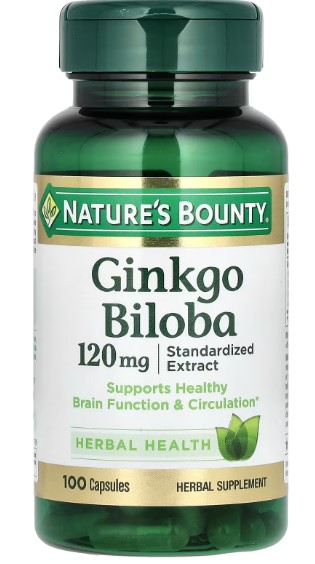 NATURE'S BOUNTY®
Ginkgo
Biloba
120 mg Standardized
Extract
Supports Healthy
Brain Function & Circulation*
HERBAL HEALTH
100 Capsules HERBAL SUPPLEMENT